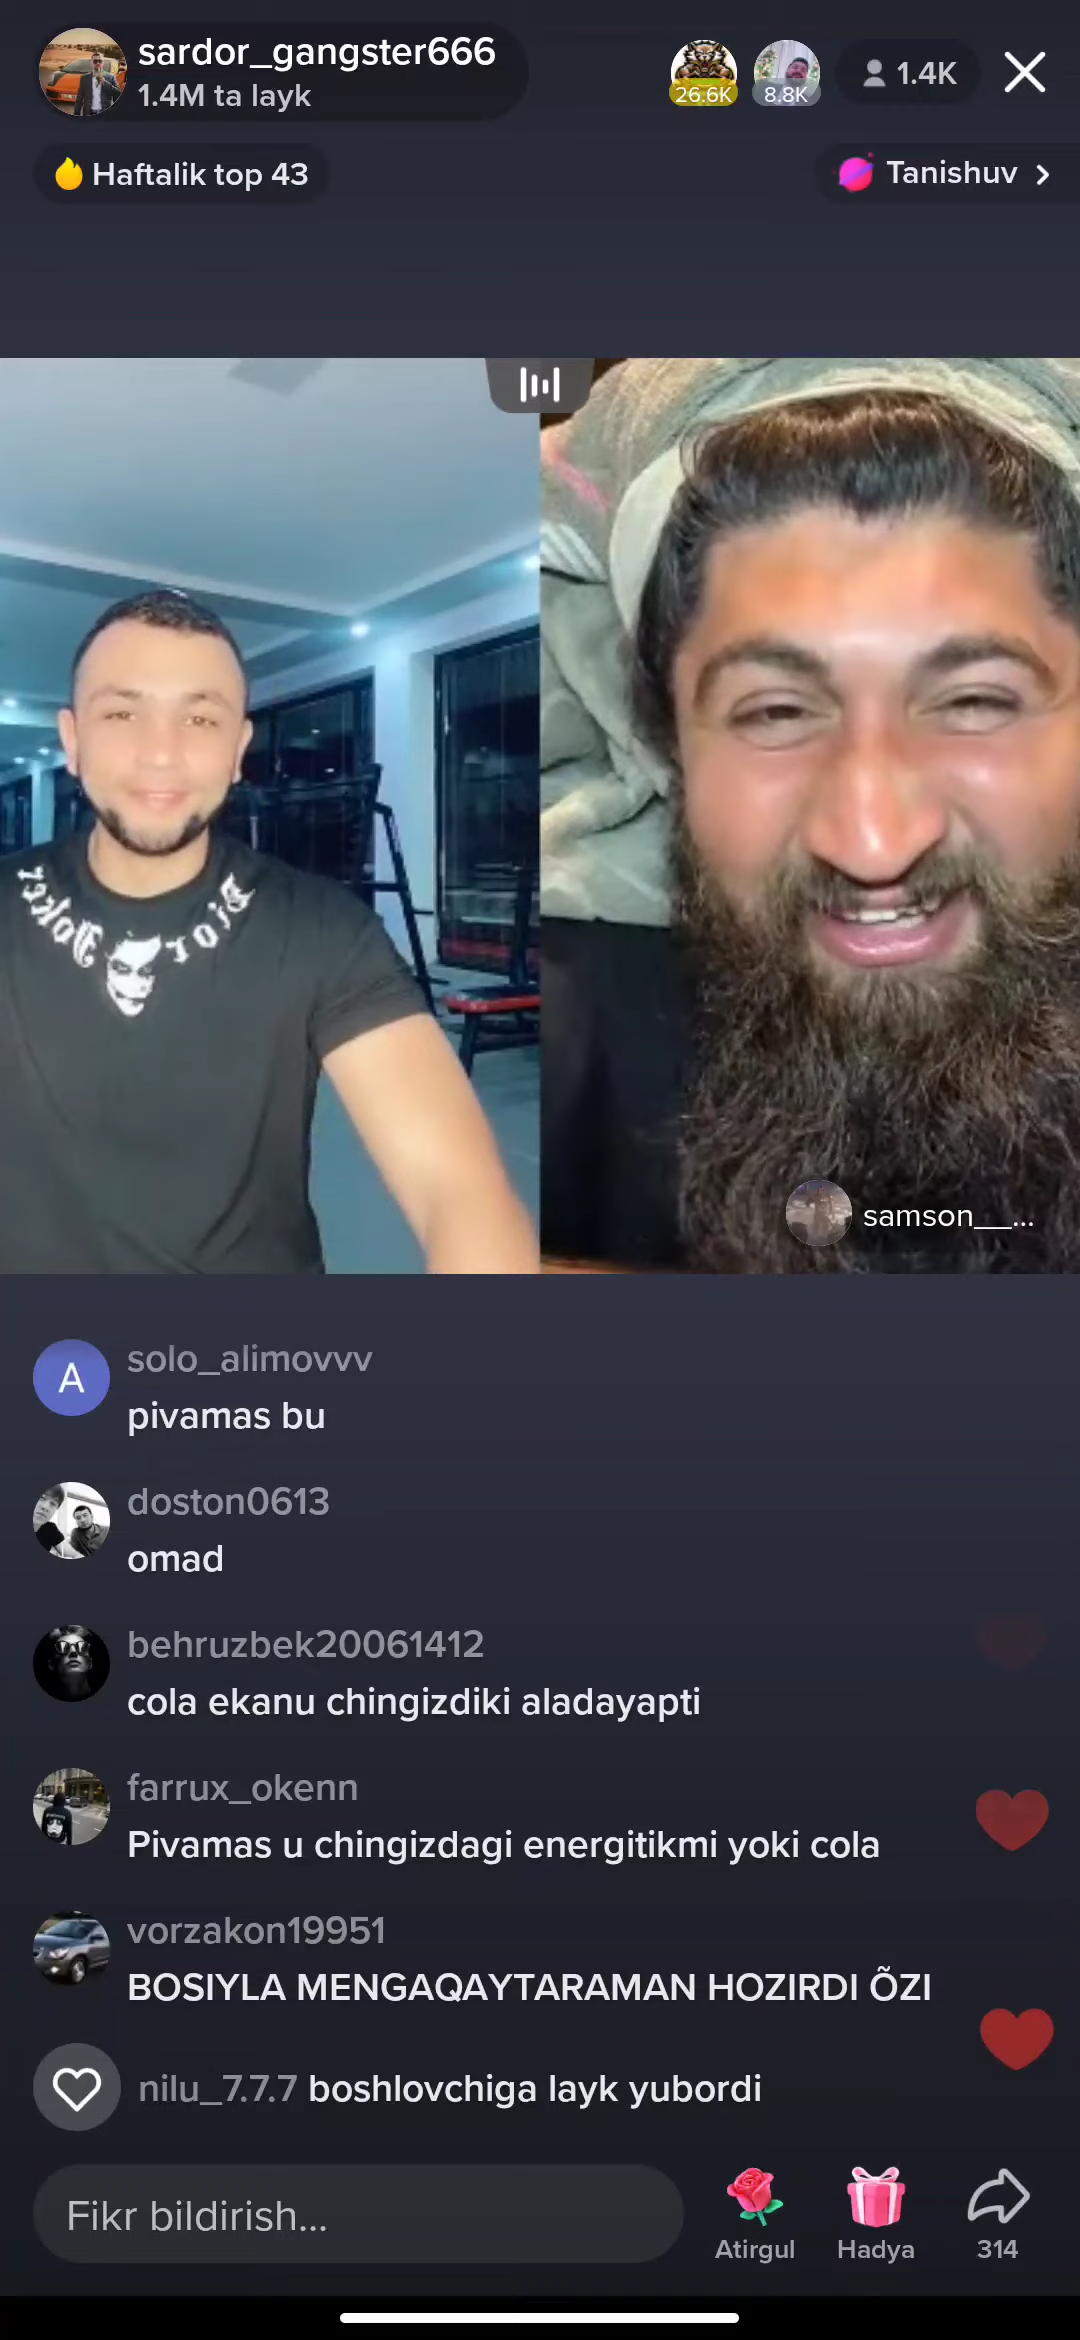 sardor_gangster666
1.4M ta layk
26.6K
8.8K
1.4K
Haftalik top 43
Tanishuv
Dior Joker
samson__...
A
solo_alimovvv
pivamas bu
doston0613
omad
behruzbek20061412
cola ekanu chingizdiki aladayapti
farrux_okenn
Pivamas u chingizdagi energitikmi yoki cola
vorzakon19951
BOSIYLA MENGAQAYTARAMAN HOZIRDI ÕZI
nilu_7.7.7 boshlovchiga layk yubordi
Fikr bildirish...
Atirgul
Hadya
314